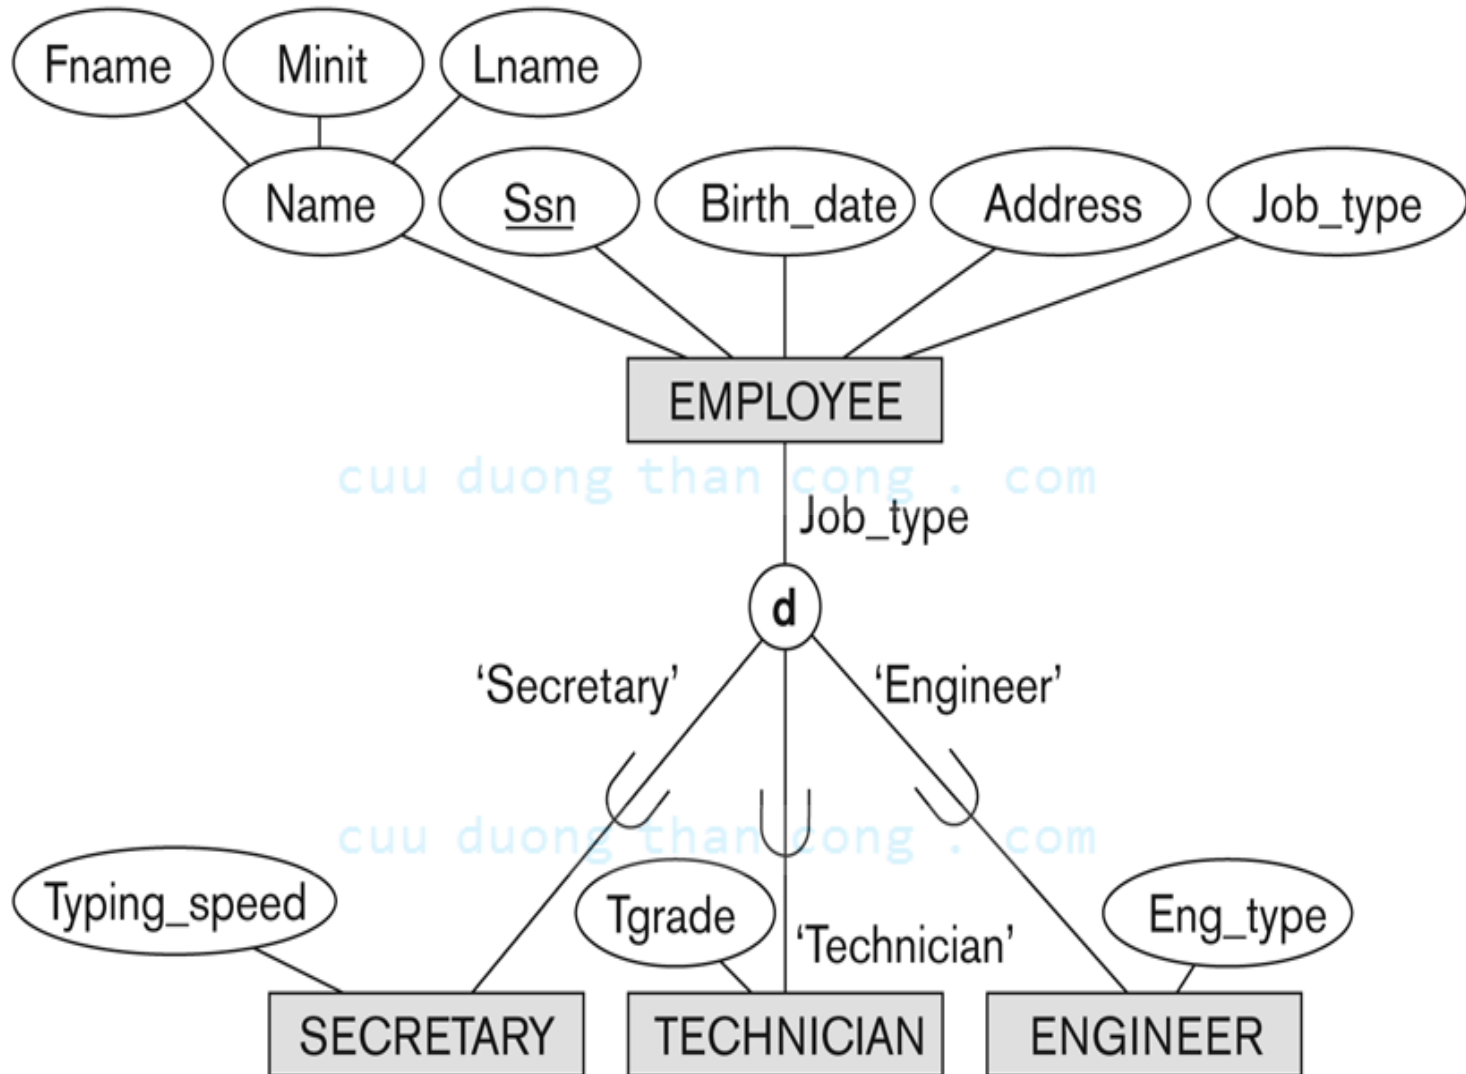 Fname Minit Lname
Name Ssn Birth_date Address Job_type
EMPLOYEE
cuu duong than cong . com
Job_type
d
‘Secretary’ ‘Engineer’
cuu duong than cong . com
Typing_speed Tgrade Eng_type
‘Technician’
SECRETARY TECHNICIAN ENGINEER